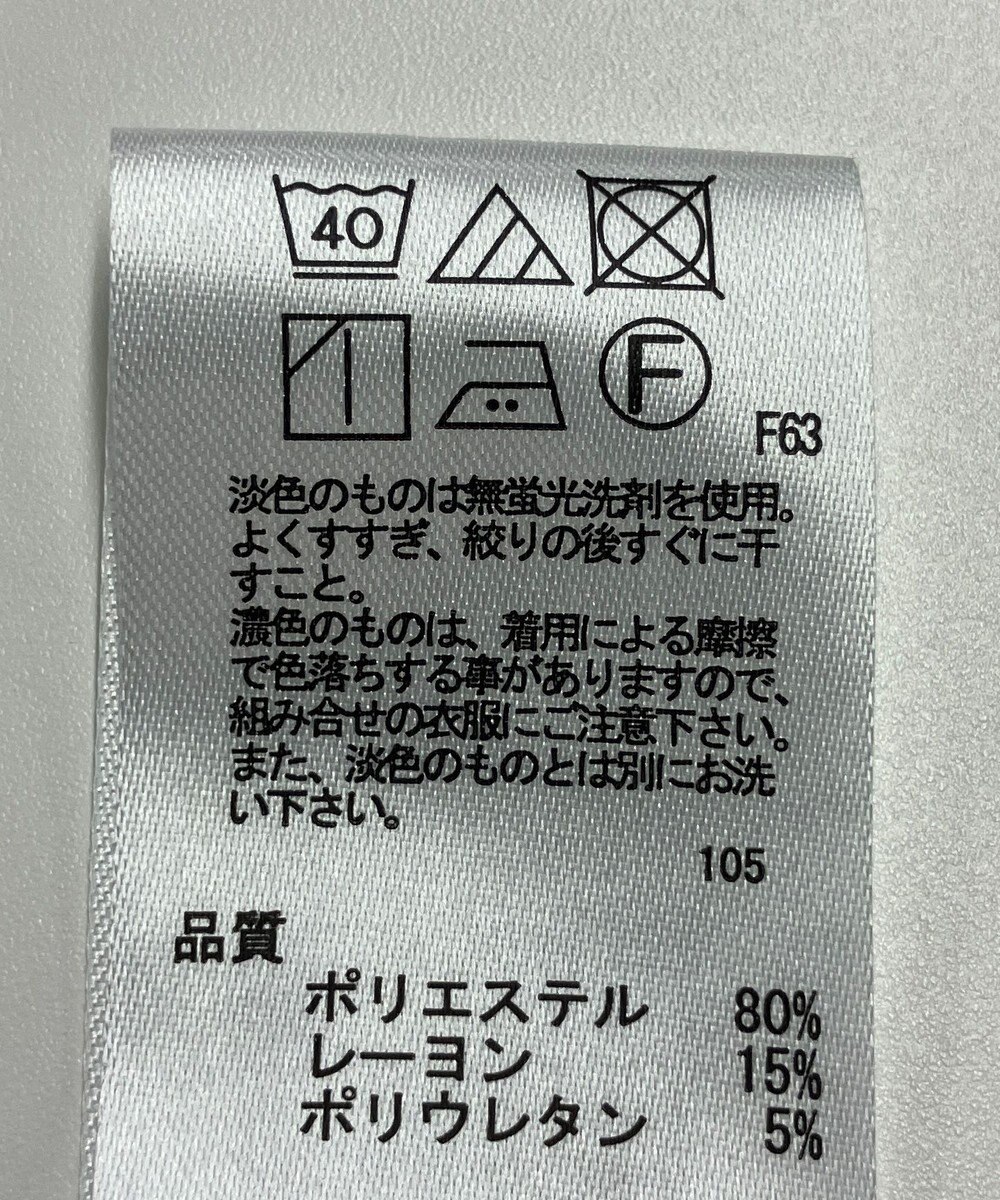 40
F
F63
淡色のものは無蛍光洗剤を使用。
よくすすぎ、絞りの後すぐに干
すこと。
濃色のものは、着用による摩擦
で色落ちする事がありますので、
組み合せの衣服にご注意下さい。
また、淡色のものとは別にお洗
い下さい。
105
品質
ポリエステル 80%
レーヨン 15%
ポリウレタン 5%